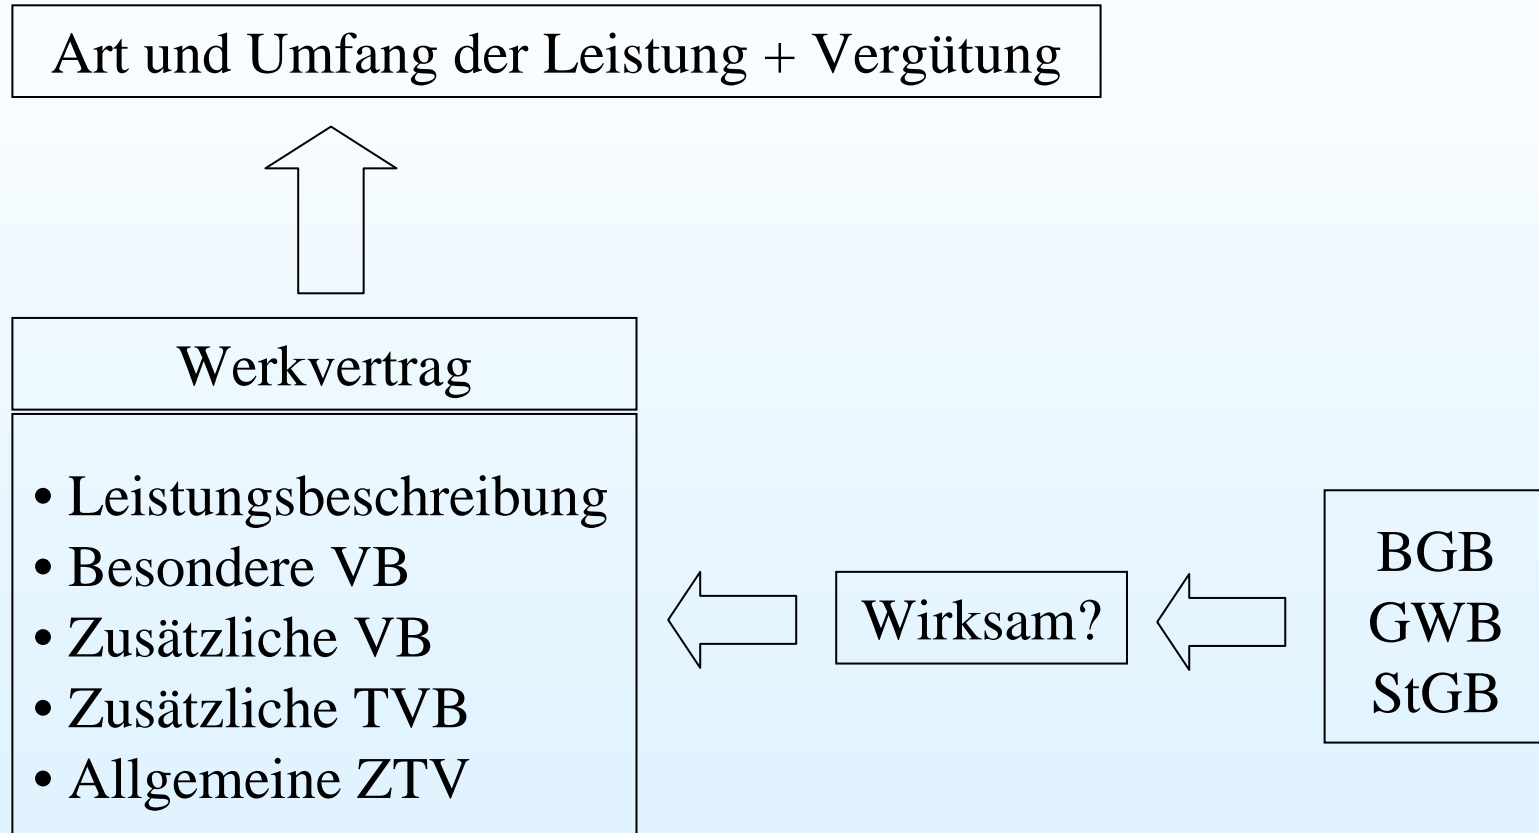 Art und Umfang der Leistung + Vergütung
Werkvertrag
• Leistungsbeschreibung
• Besondere VB
• Zusätzliche VB
• Zusätzliche TVB
• Allgemeine ZTV
Wirksam?
BGB
GWB
StGB